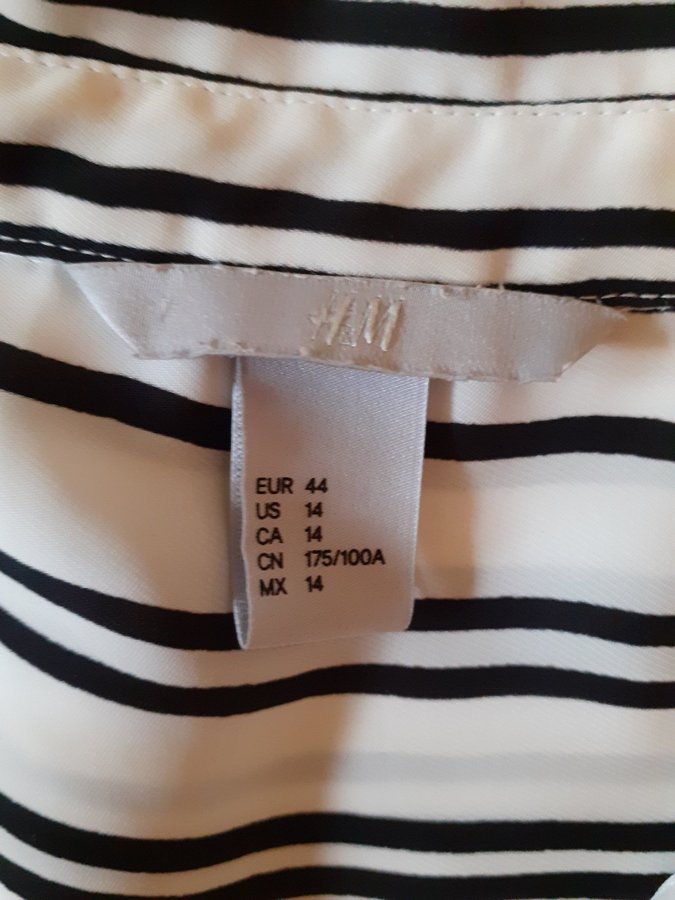 H&M
EUR 44
US 14
CA 14
CN 175/100A
MX 14